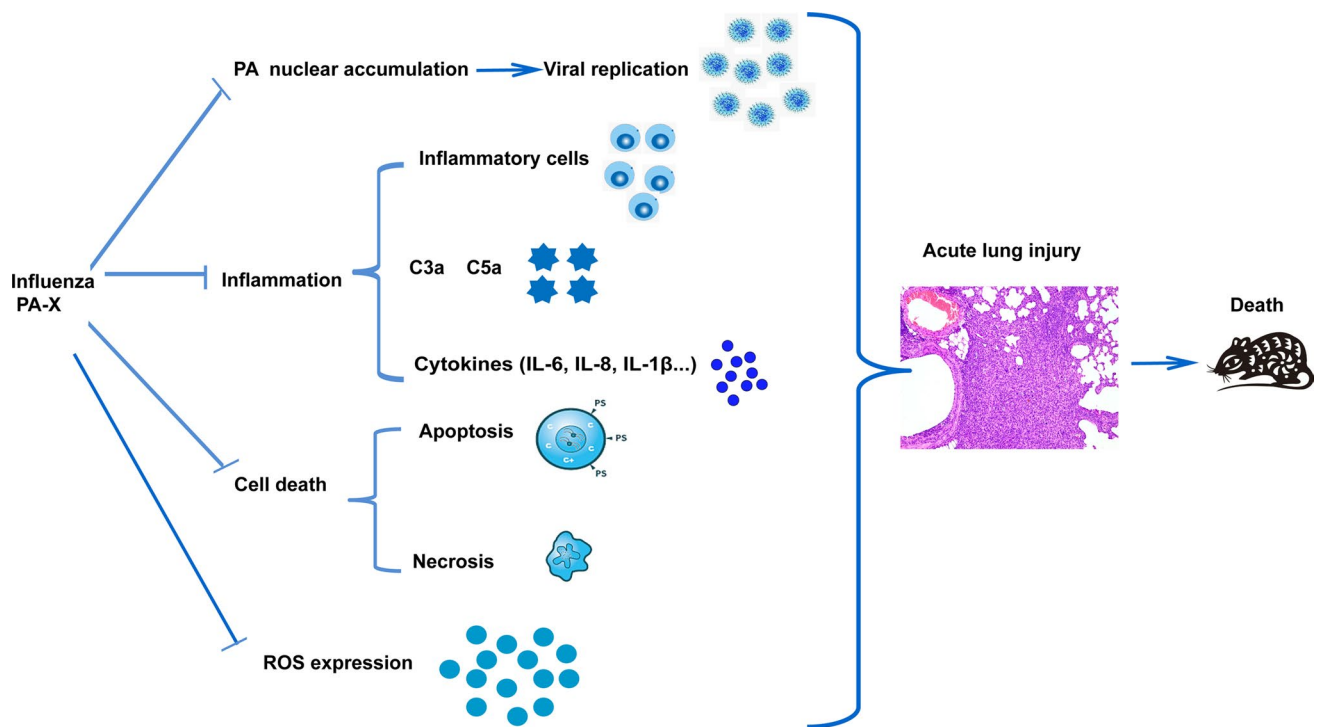 PA nuclear accumulation
Viral replication
Inflammatory cells
Influenza
PA-X
Inflammation
C3a C5a
Cytokines (IL-6, IL-8, IL-1β...)
Cell death
Apoptosis
PS
PS
PS
C
C
C
C
C+
Necrosis
ROS expression
Acute lung injury
Death